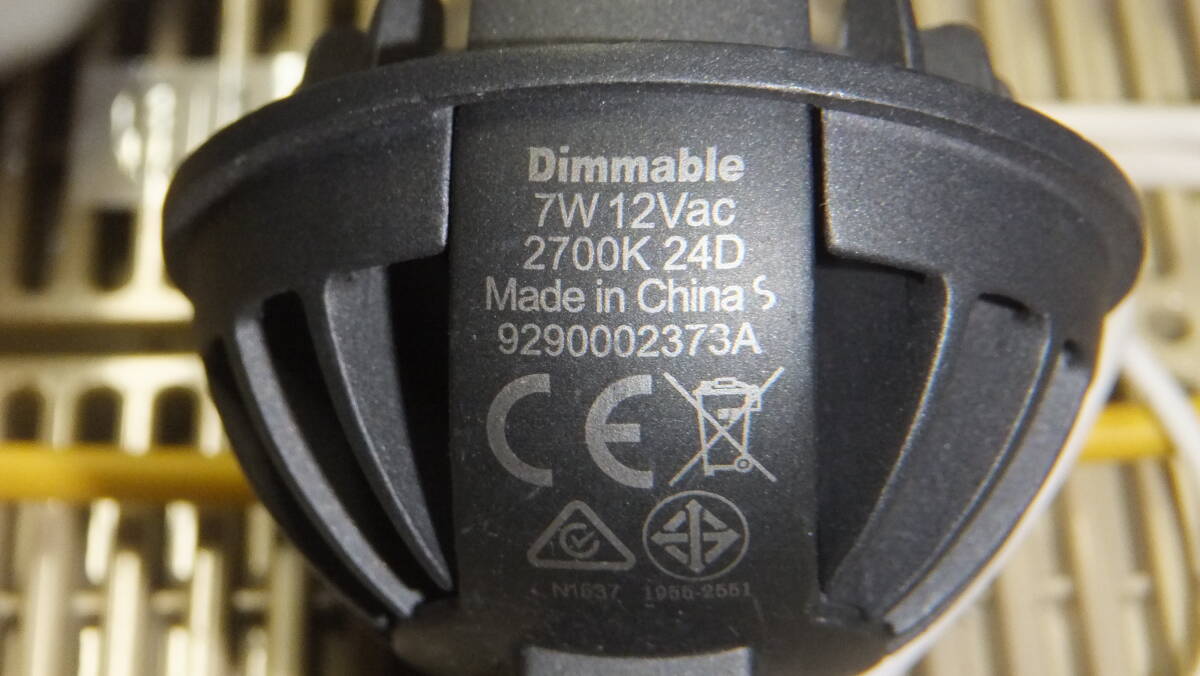 Dimmable
7W 12Vac
2700K 24D
Made in China S
9290002373A
CE
N1637 1955-2551